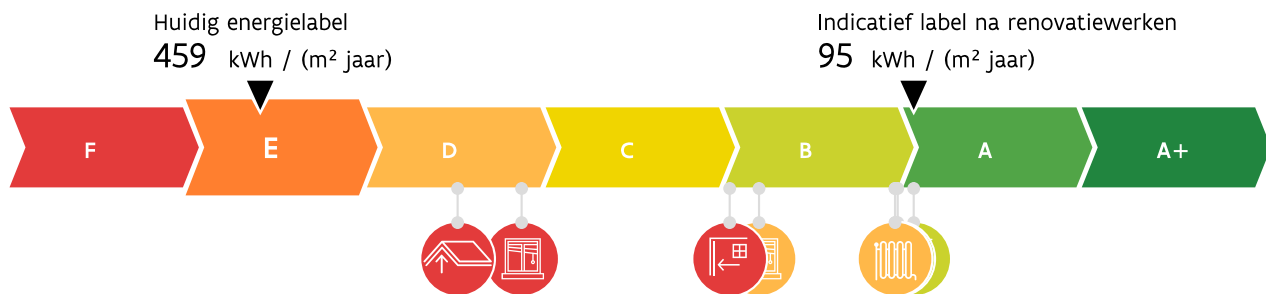 Huidig energielabel
459 kWh / (m² jaar)
Indicatief label na renovatiewerken
95 kWh / (m² jaar)
F E D C B A A+